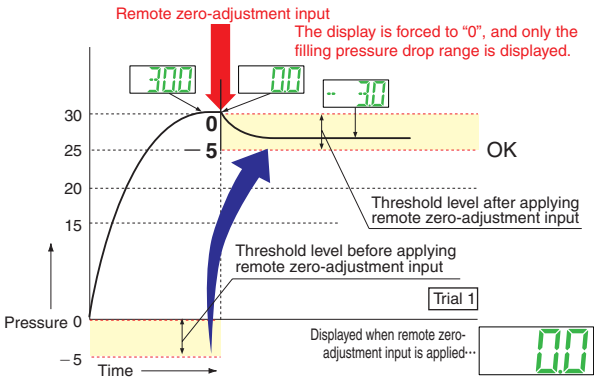 Remote zero-adjustment input
The display is forced to “0”, and only the
filling pressure drop range is displayed.
30.0
0.0
- 3.0
30
0
25
－5
OK
20
15
Threshold level after applying
remote zero-adjustment input
Threshold level before applying
remote zero-adjustment input
Trial 1
Pressure 0
－5
Time
Displayed when remote zero-
adjustment input is applied…
0.0